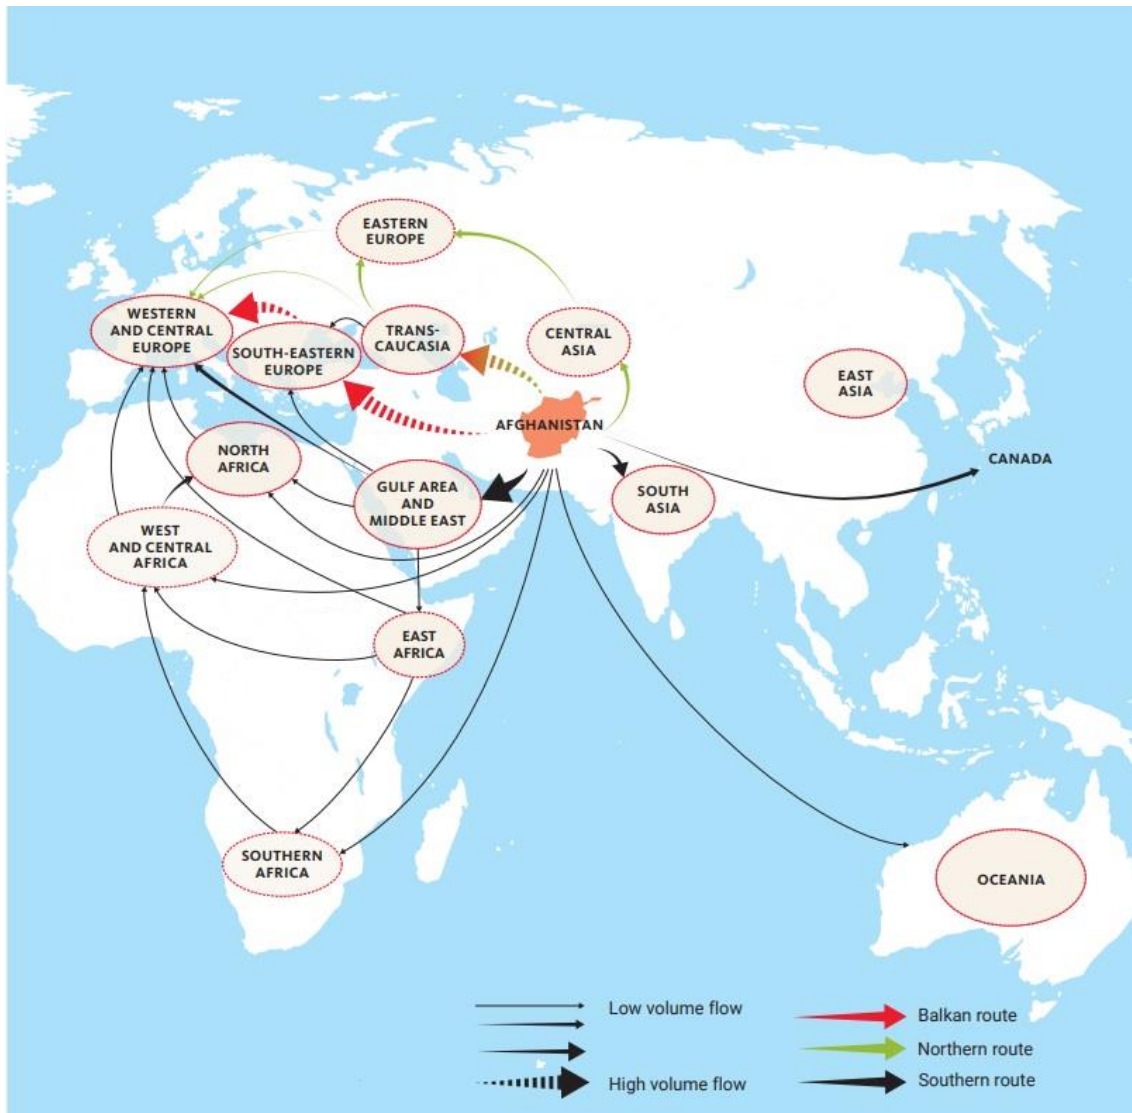 EASTERN
EUROPE
WESTERN
AND CENTRAL
EUROPE
SOUTH-EASTERN
EUROPE
TRANS-
CAUCASIA
CENTRAL
ASIA
EAST
ASIA
AFGHANISTAN
NORTH
AFRICA
GULF AREA
AND
MIDDLE EAST
SOUTH
ASIA
CANADA
WEST
AND CENTRAL
AFRICA
EAST
AFRICA
SOUTHERN
AFRICA
OCEANIA
Low volume flow
High volume flow
Balkan route
Northern route
Southern route